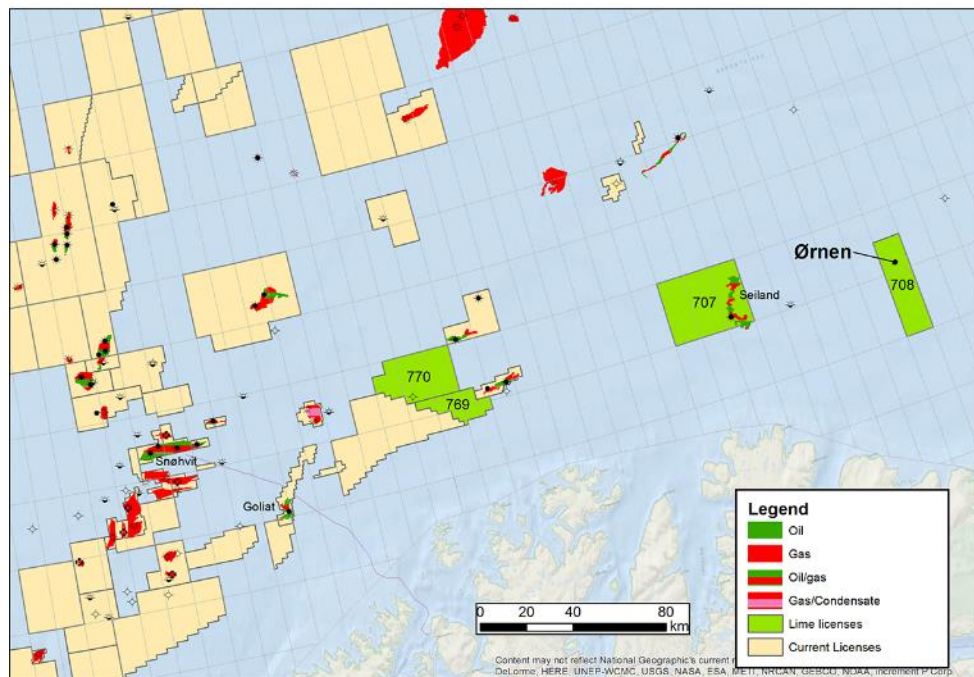 Ørnen
708
707
Seiland
770
769
Snøhvit
Goliat
Legend
Oil
Gas
Oil/gas
Gas/Condensate
Lime licenses
Current Licenses
0 20 40 80
km
Content may not reflect National Geographic's current
DeLorme, HERE, UNEP-WCMC, USGS, NASA, ESA, METI, NRCAN, GEBCO, NOAA, increment P Corp.